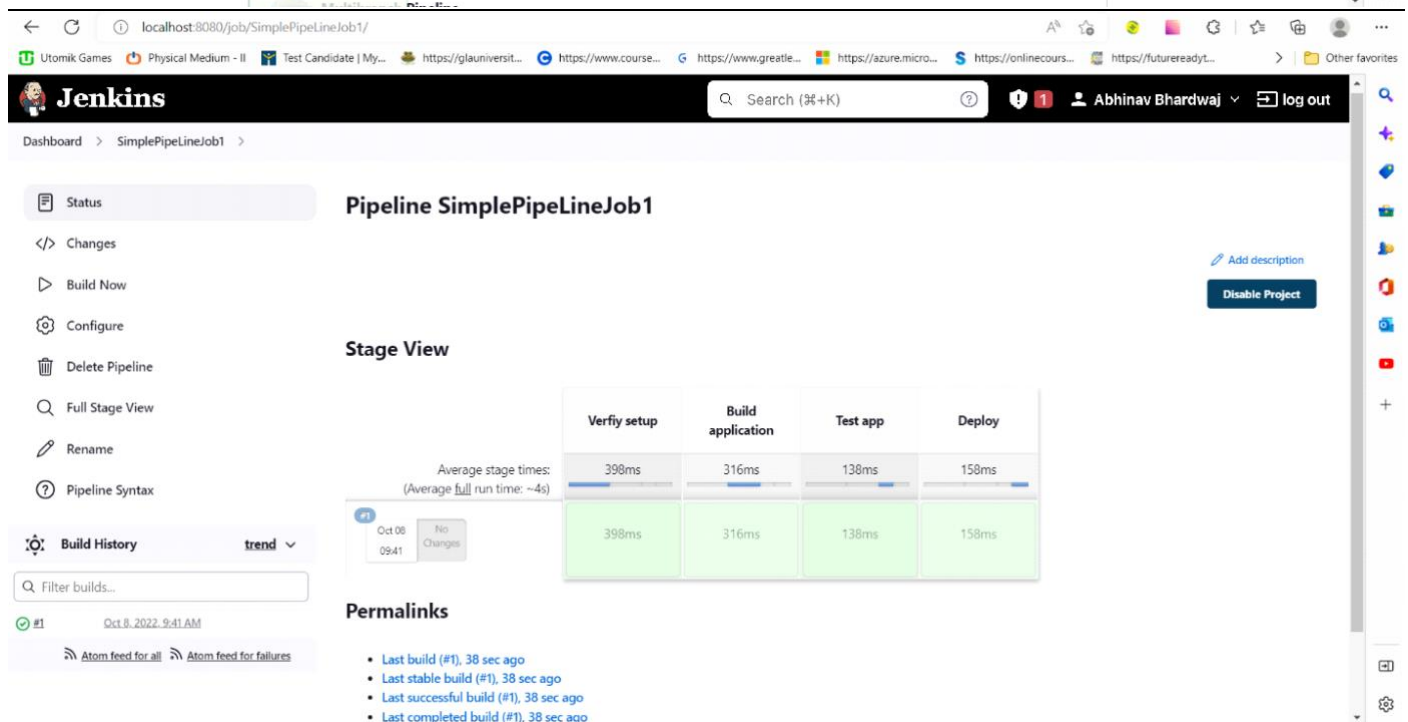 Multibranch Pipeline
localhost:8080/job/SimplePipeLineJob1/
Utomik Games Physical Medium - II Test Candidate | My... https://glauniversit... https://www.course... https://www.greatle... https://azure.micro... https://onlinecours... https://futurereadyt... Other favorites
Jenkins Search (⌘+K) 1 Abhinav Bhardwaj log out
Dashboard > SimplePipeLineJob1 >
Status
Changes
Build Now
Configure
Delete Pipeline
Full Stage View
Rename
Pipeline Syntax
Build History trend
Filter builds...
#1 Oct 8, 2022, 9:41 AM
Atom feed for all Atom feed for failures
Pipeline SimplePipeLineJob1
Add description
Disable Project
Stage View
Verfiy setup Build application Test app Deploy
Average stage times: 398ms 316ms 138ms 158ms
(Average full run time: ~4s)
#1
Oct 08 No
09:41 Changes
398ms 316ms 138ms 158ms
Permalinks
• Last build (#1), 38 sec ago
• Last stable build (#1), 38 sec ago
• Last successful build (#1), 38 sec ago
• Last completed build (#1), 38 sec ago